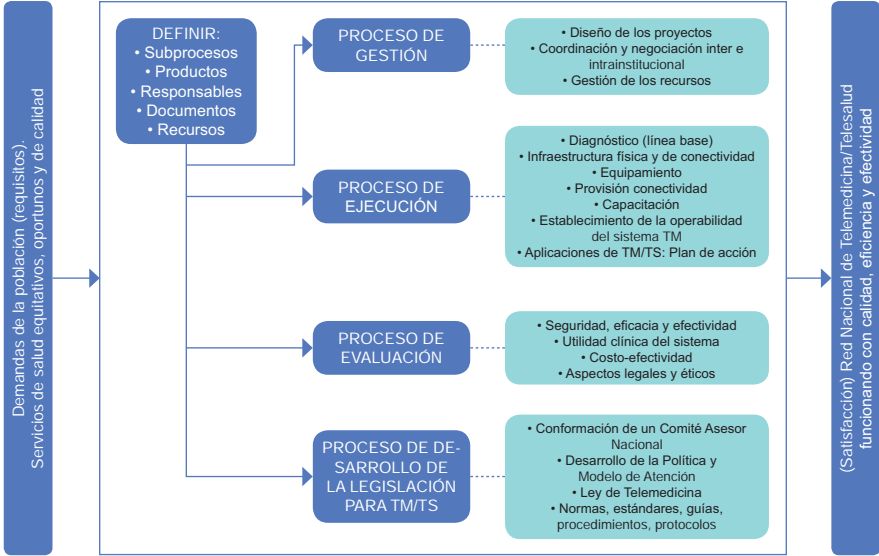 Demandas de la población (requisitos).
Servicios de salud equitativos, oportunos y de calidad
DEFINIR:
• Subprocesos
• Productos
• Responsables
• Documentos
• Recursos
PROCESO DE
GESTIÓN
• Diseño de los proyectos
• Coordinación y negociación inter e
intrainstitucional
• Gestión de los recursos
PROCESO DE
EJECUCIÓN
• Diagnóstico (línea base)
• Infraestructura física y de conectividad
• Equipamiento
• Provisión conectividad
• Capacitación
• Establecimiento de la operabilidad
del sistema TM
• Aplicaciones de TM/TS: Plan de acción
PROCESO DE
EVALUACIÓN
• Seguridad, eficacia y efectividad
• Utilidad clínica del sistema
• Costo-efectividad
• Aspectos legales y éticos
PROCESO DE DE-
SARROLLO DE
LA LEGISLACIÓN
PARA TM/TS
• Conformación de un Comité Asesor
Nacional
• Desarrollo de la Política y
Modelo de Atención
• Ley de Telemedicina
• Normas, estándares, guías,
procedimientos, protocolos
(Satisfacción) Red Nacional de Telemedicina/Telesalud
funcionando con calidad, eficiencia y efectividad